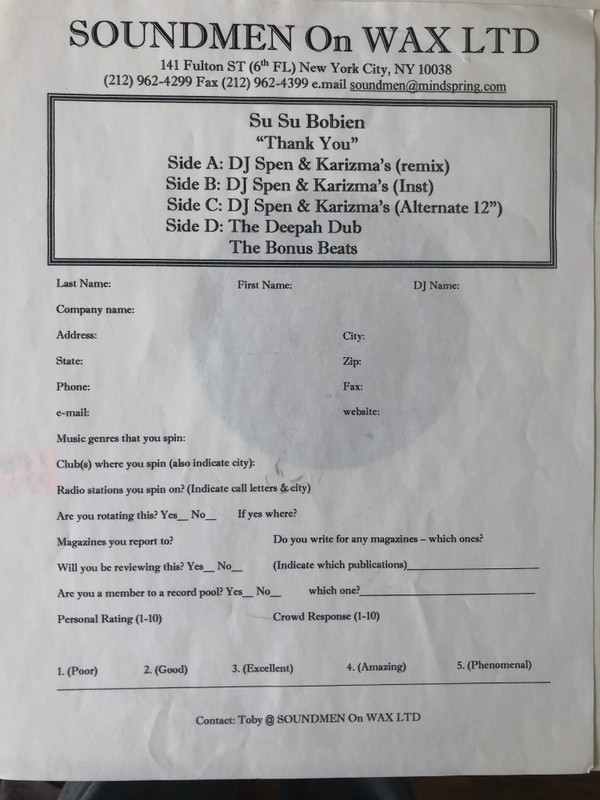 SOUNDMEN On WAX LTD
141 Fulton ST (6th FL) New York City, NY 10038
(212) 962-4299 Fax (212) 962-4399 e.mail soundmen@mindspring.com
Su Su Bobien
“Thank You”
Side A: DJ Spen & Karizma's (remix)
Side B: DJ Spen & Karizma's (Inst)
Side C: DJ Spen & Karizma's (Alternate 12”)
Side D: The Deepah Dub
The Bonus Beats
Last Name: First Name: DJ Name:
Company name:
Address: City:
State: Zip:
Phone: Fax:
e-mail: website:
Music genres that you spin:
Club(s) where you spin (also indicate city):
Radio stations you spin on? (Indicate call letters & city)
Are you rotating this? Yes__ No__ If yes where?
Magazines you report to? Do you write for any magazines – which ones?
Will you be reviewing this? Yes__ No__ (Indicate which publications)____________________
Are you a member to a record pool? Yes__ No__ which one?____________________
Personal Rating (1-10) Crowd Response (1-10)
1. (Poor) 2. (Good) 3. (Excellent) 4. (Amazing) 5. (Phenomenal)
Contact: Toby @ SOUNDMEN On WAX LTD